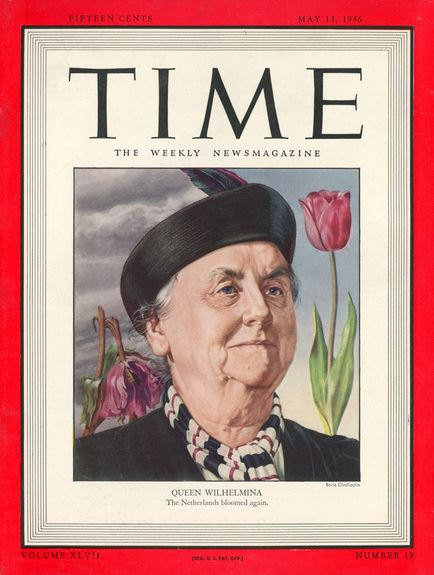 FIFTEEN CENTS MAY 13, 1946
TIME
THE WEEKLY NEWSMAGAZINE
Boris Chaliapin
QUEEN WILHELMINA
The Netherlands bloomed again.
VOLUME XLVII (REG. U. S. PAT. OFF.) NUMBER 19